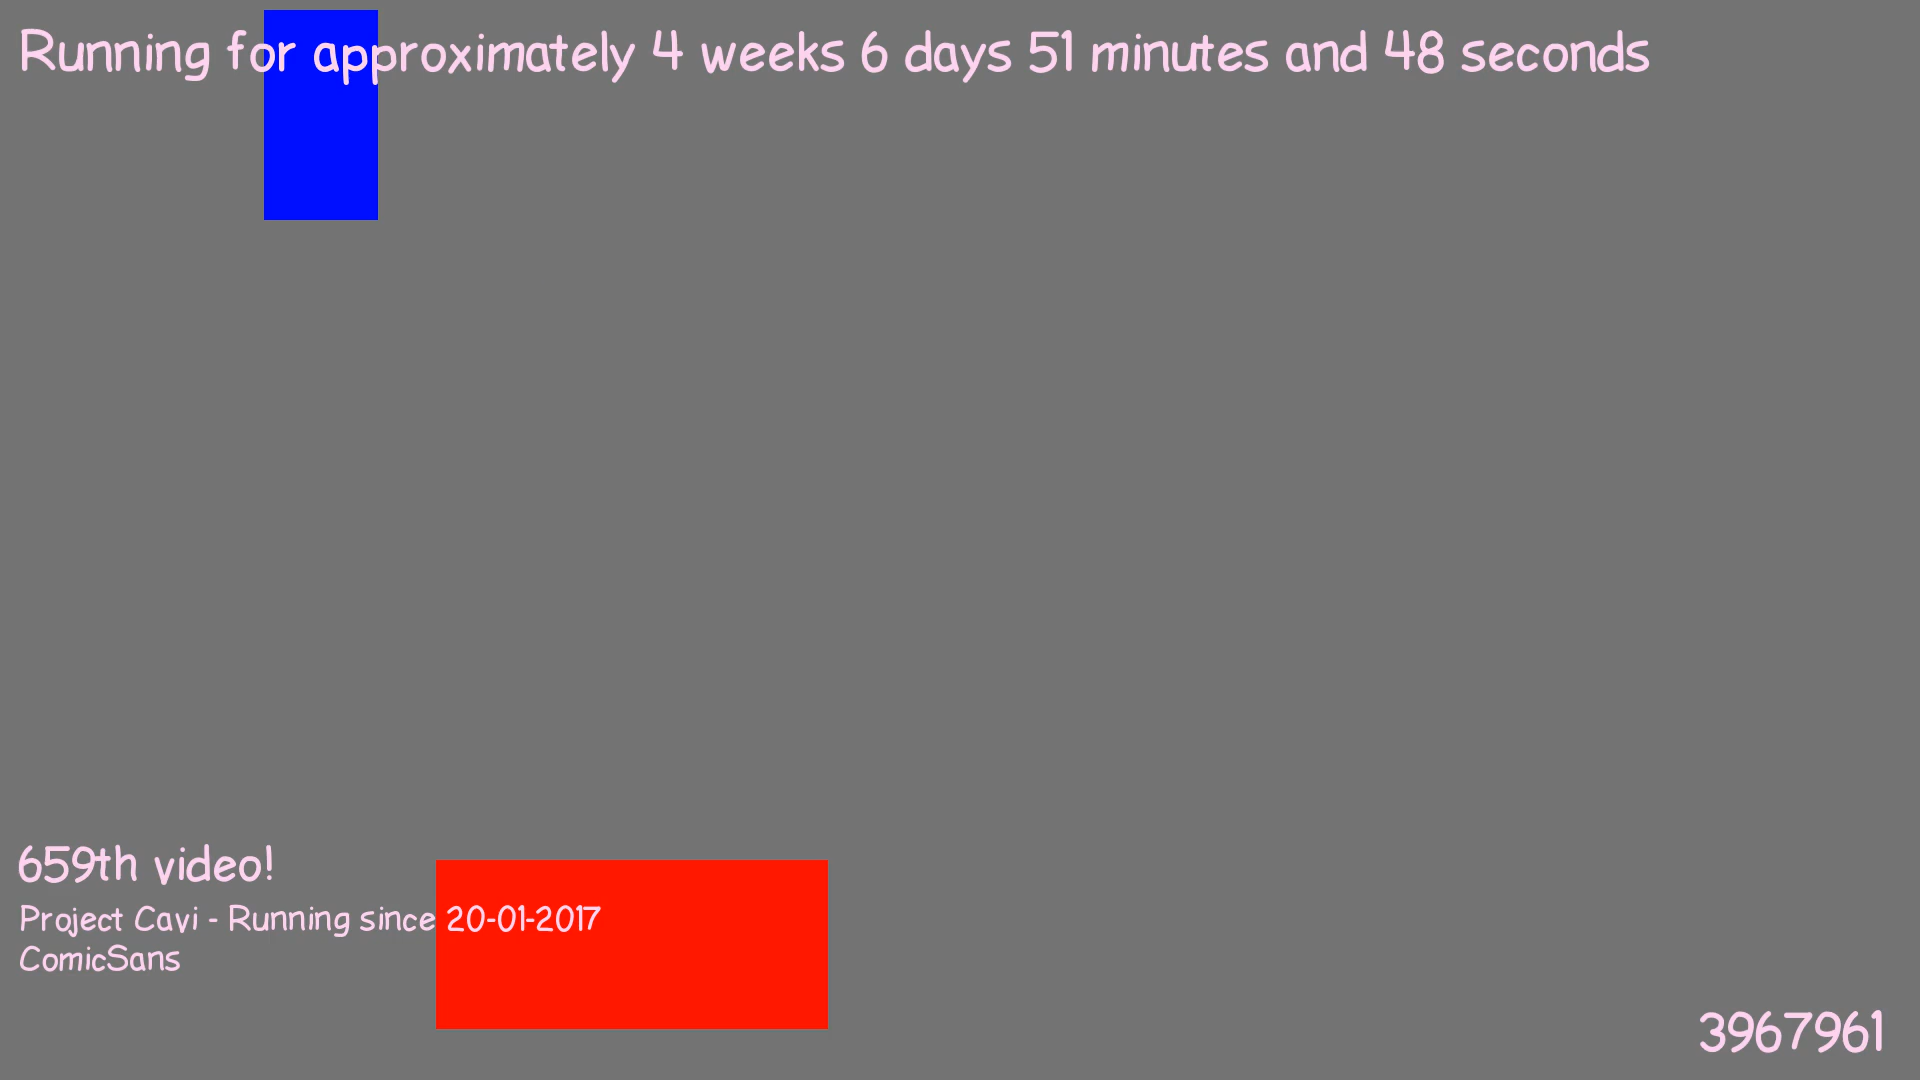 Running for approximately 4 weeks 6 days 51 minutes and 48 seconds
659th video!
Project Cavi - Running since 20-01-2017
ComicSans
3967961